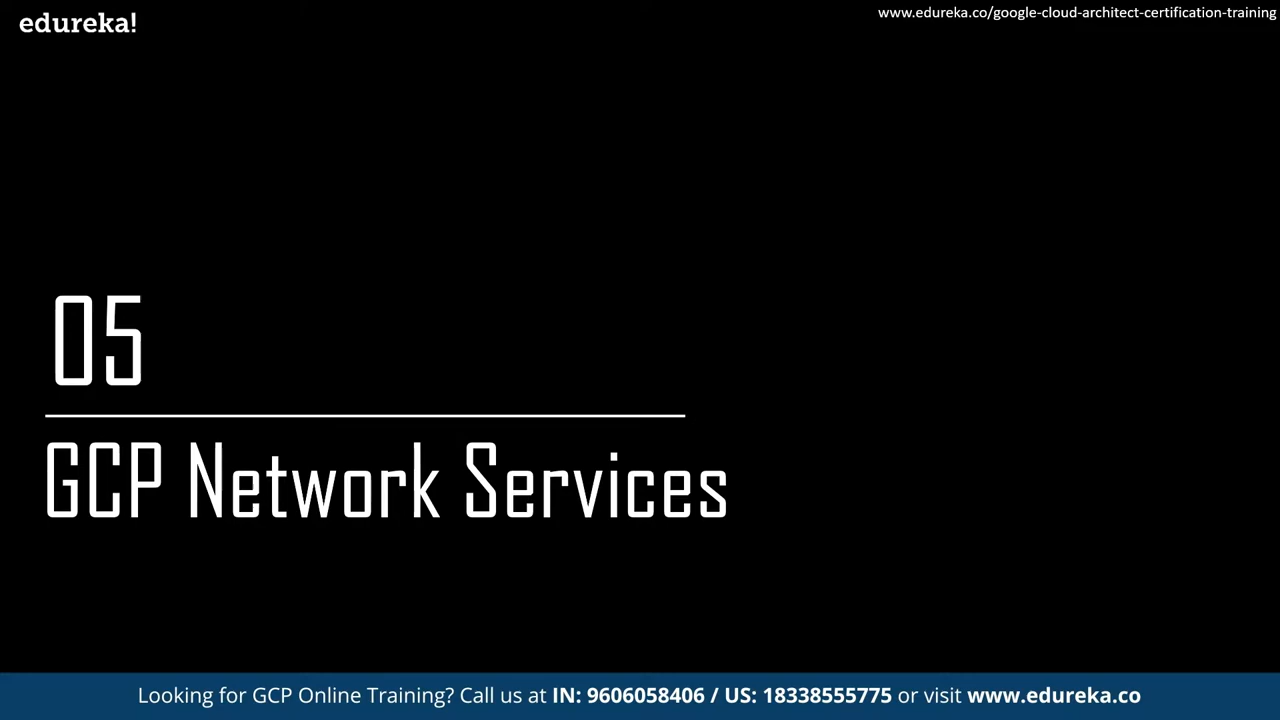 edureka!
www.edureka.co/google-cloud-architect-certification-training
05
GCP Network Services
Looking for GCP Online Training? Call us at IN: 9606058406 / US: 18338555775 or visit www.edureka.co